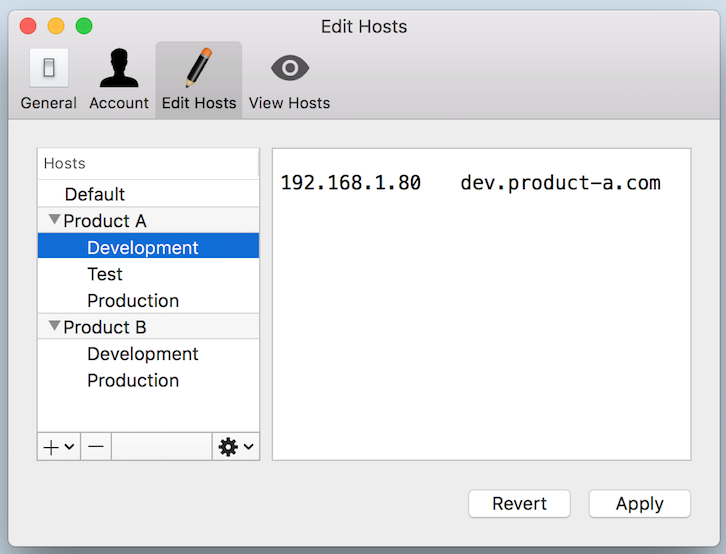 Edit Hosts
General Account Edit Hosts View Hosts
Hosts
Default
Product A
Development
Test
Production
Product B
Development
Production
192.168.1.80 dev.product-a.com
Revert Apply